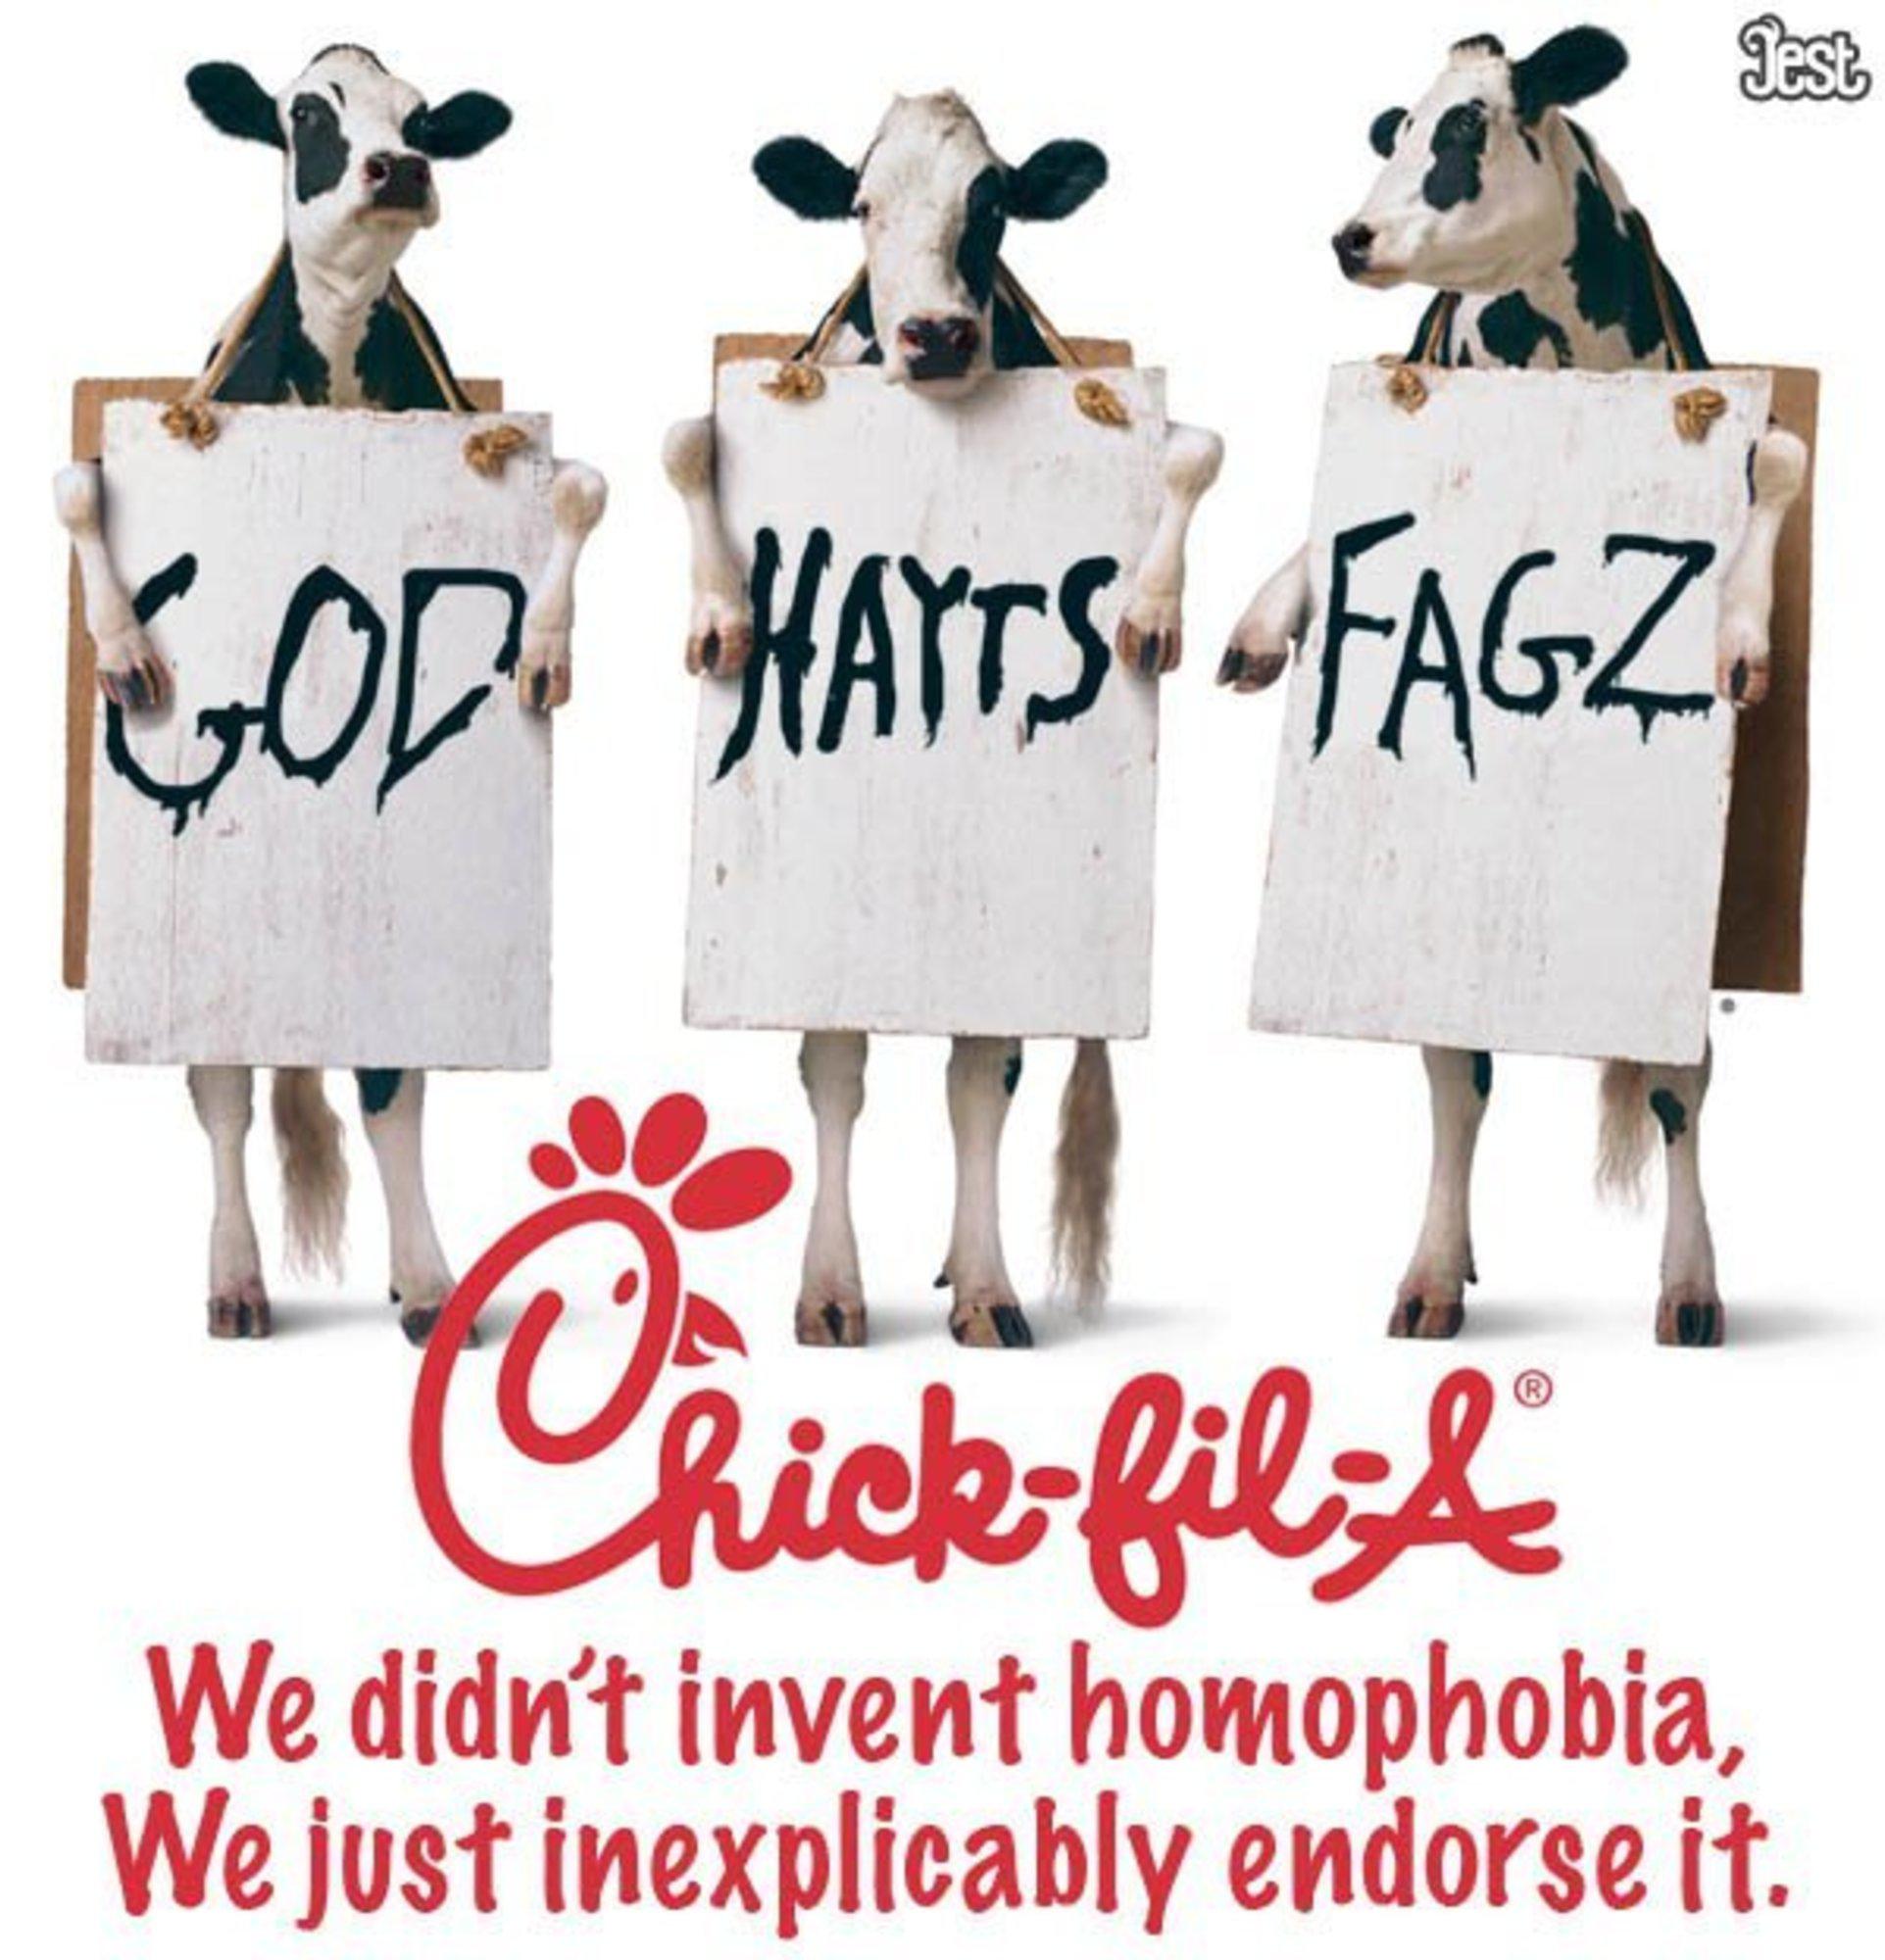 Jest
GOD
HAYTS
FAGZ
Chick-fil-A®
We didn't invent homophobia,
We just inexplicably endorse it.